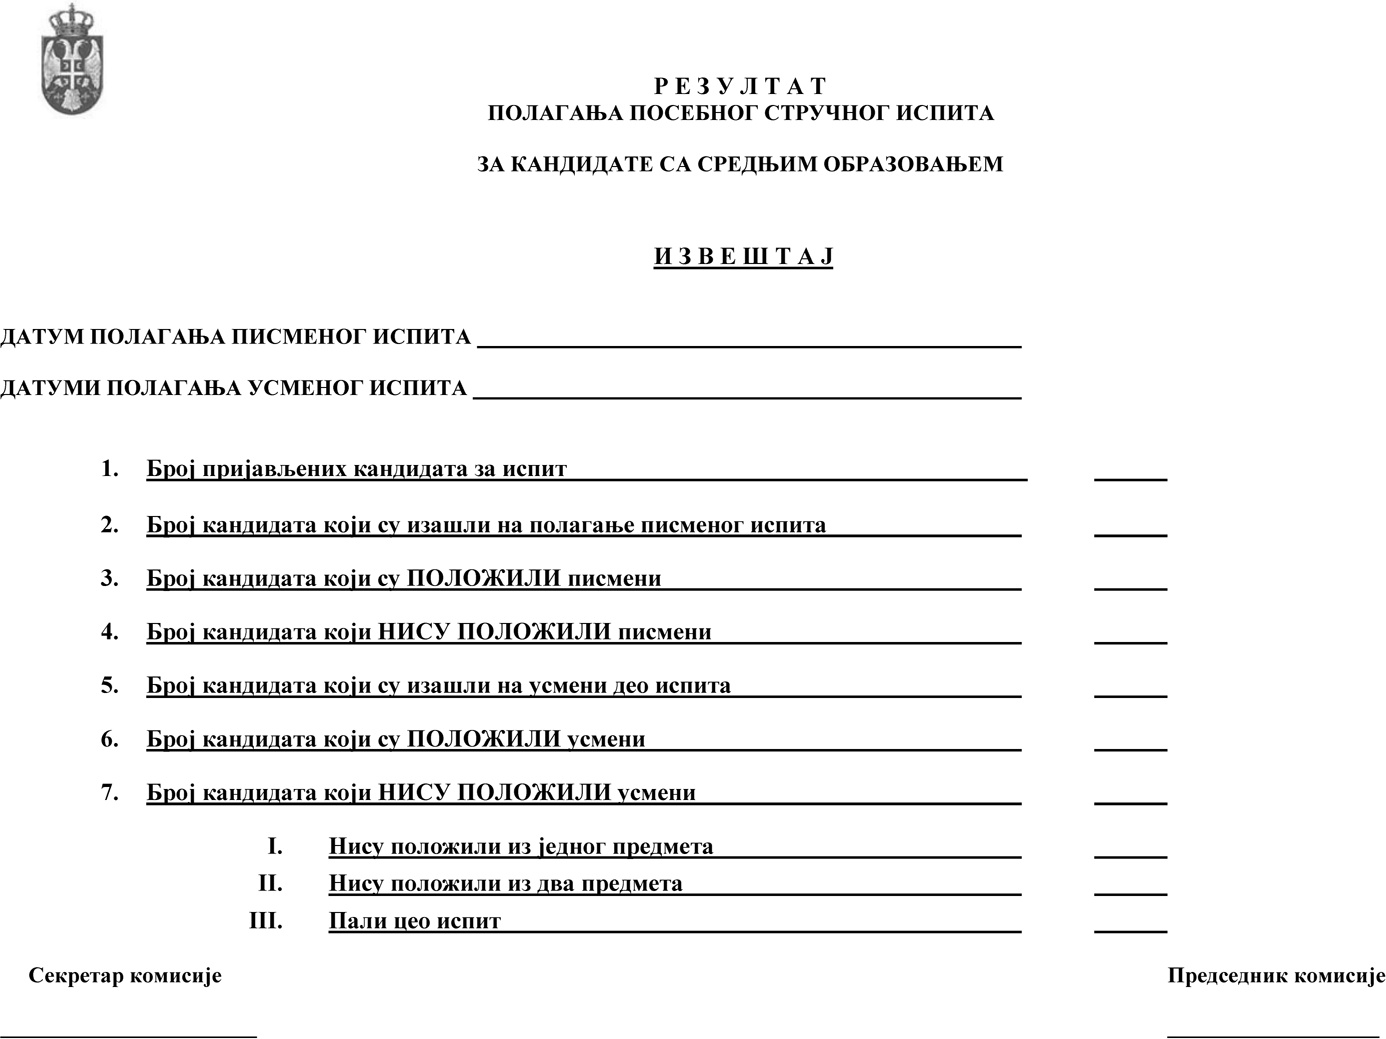 Р Е З У Л Т А Т
ПОЛАГАЊА ПОСЕБНОГ СТРУЧНОГ ИСПИТА
ЗА КАНДИДАТЕ СА СРЕДЊИМ ОБРАЗОВАЊЕМ
И З В Е Ш Т А Ј
ДАТУМ ПОЛАГАЊА ПИСМЕНОГ ИСПИТА
ДАТУМИ ПОЛАГАЊА УСМЕНОГ ИСПИТА
1. Број пријављених кандидата за испит
2. Број кандидата који су изашли на полагање писменог испита
3. Број кандидата који су ПОЛОЖИЛИ писмени
4. Број кандидата који НИСУ ПОЛОЖИЛИ писмени
5. Број кандидата који су изашли на усмени део испита
6. Број кандидата који су ПОЛОЖИЛИ усмени
7. Број кандидата који НИСУ ПОЛОЖИЛИ усмени
I. Нису положили из једног предмета
II. Нису положили из два предмета
III. Пали цео испит
Секретар комисије Председник комисије